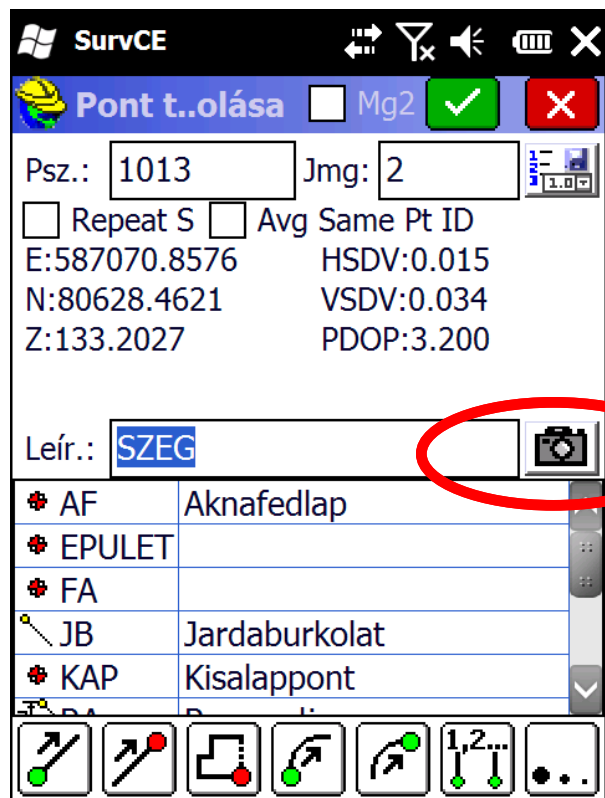 SurvCE
Pont t..olása Mg2
Psz.: 1013 Jmg: 2
Repeat S Avg Same Pt ID
E:587070.8576 HSDV:0.015
N:80628.4621 VSDV:0.034
Z:133.2027 PDOP:3.200
Leír.: SZEG
AF Aknafedlap
EPULET
FA
JB Jardaburkolat
KAP Kisalappont
1,2...